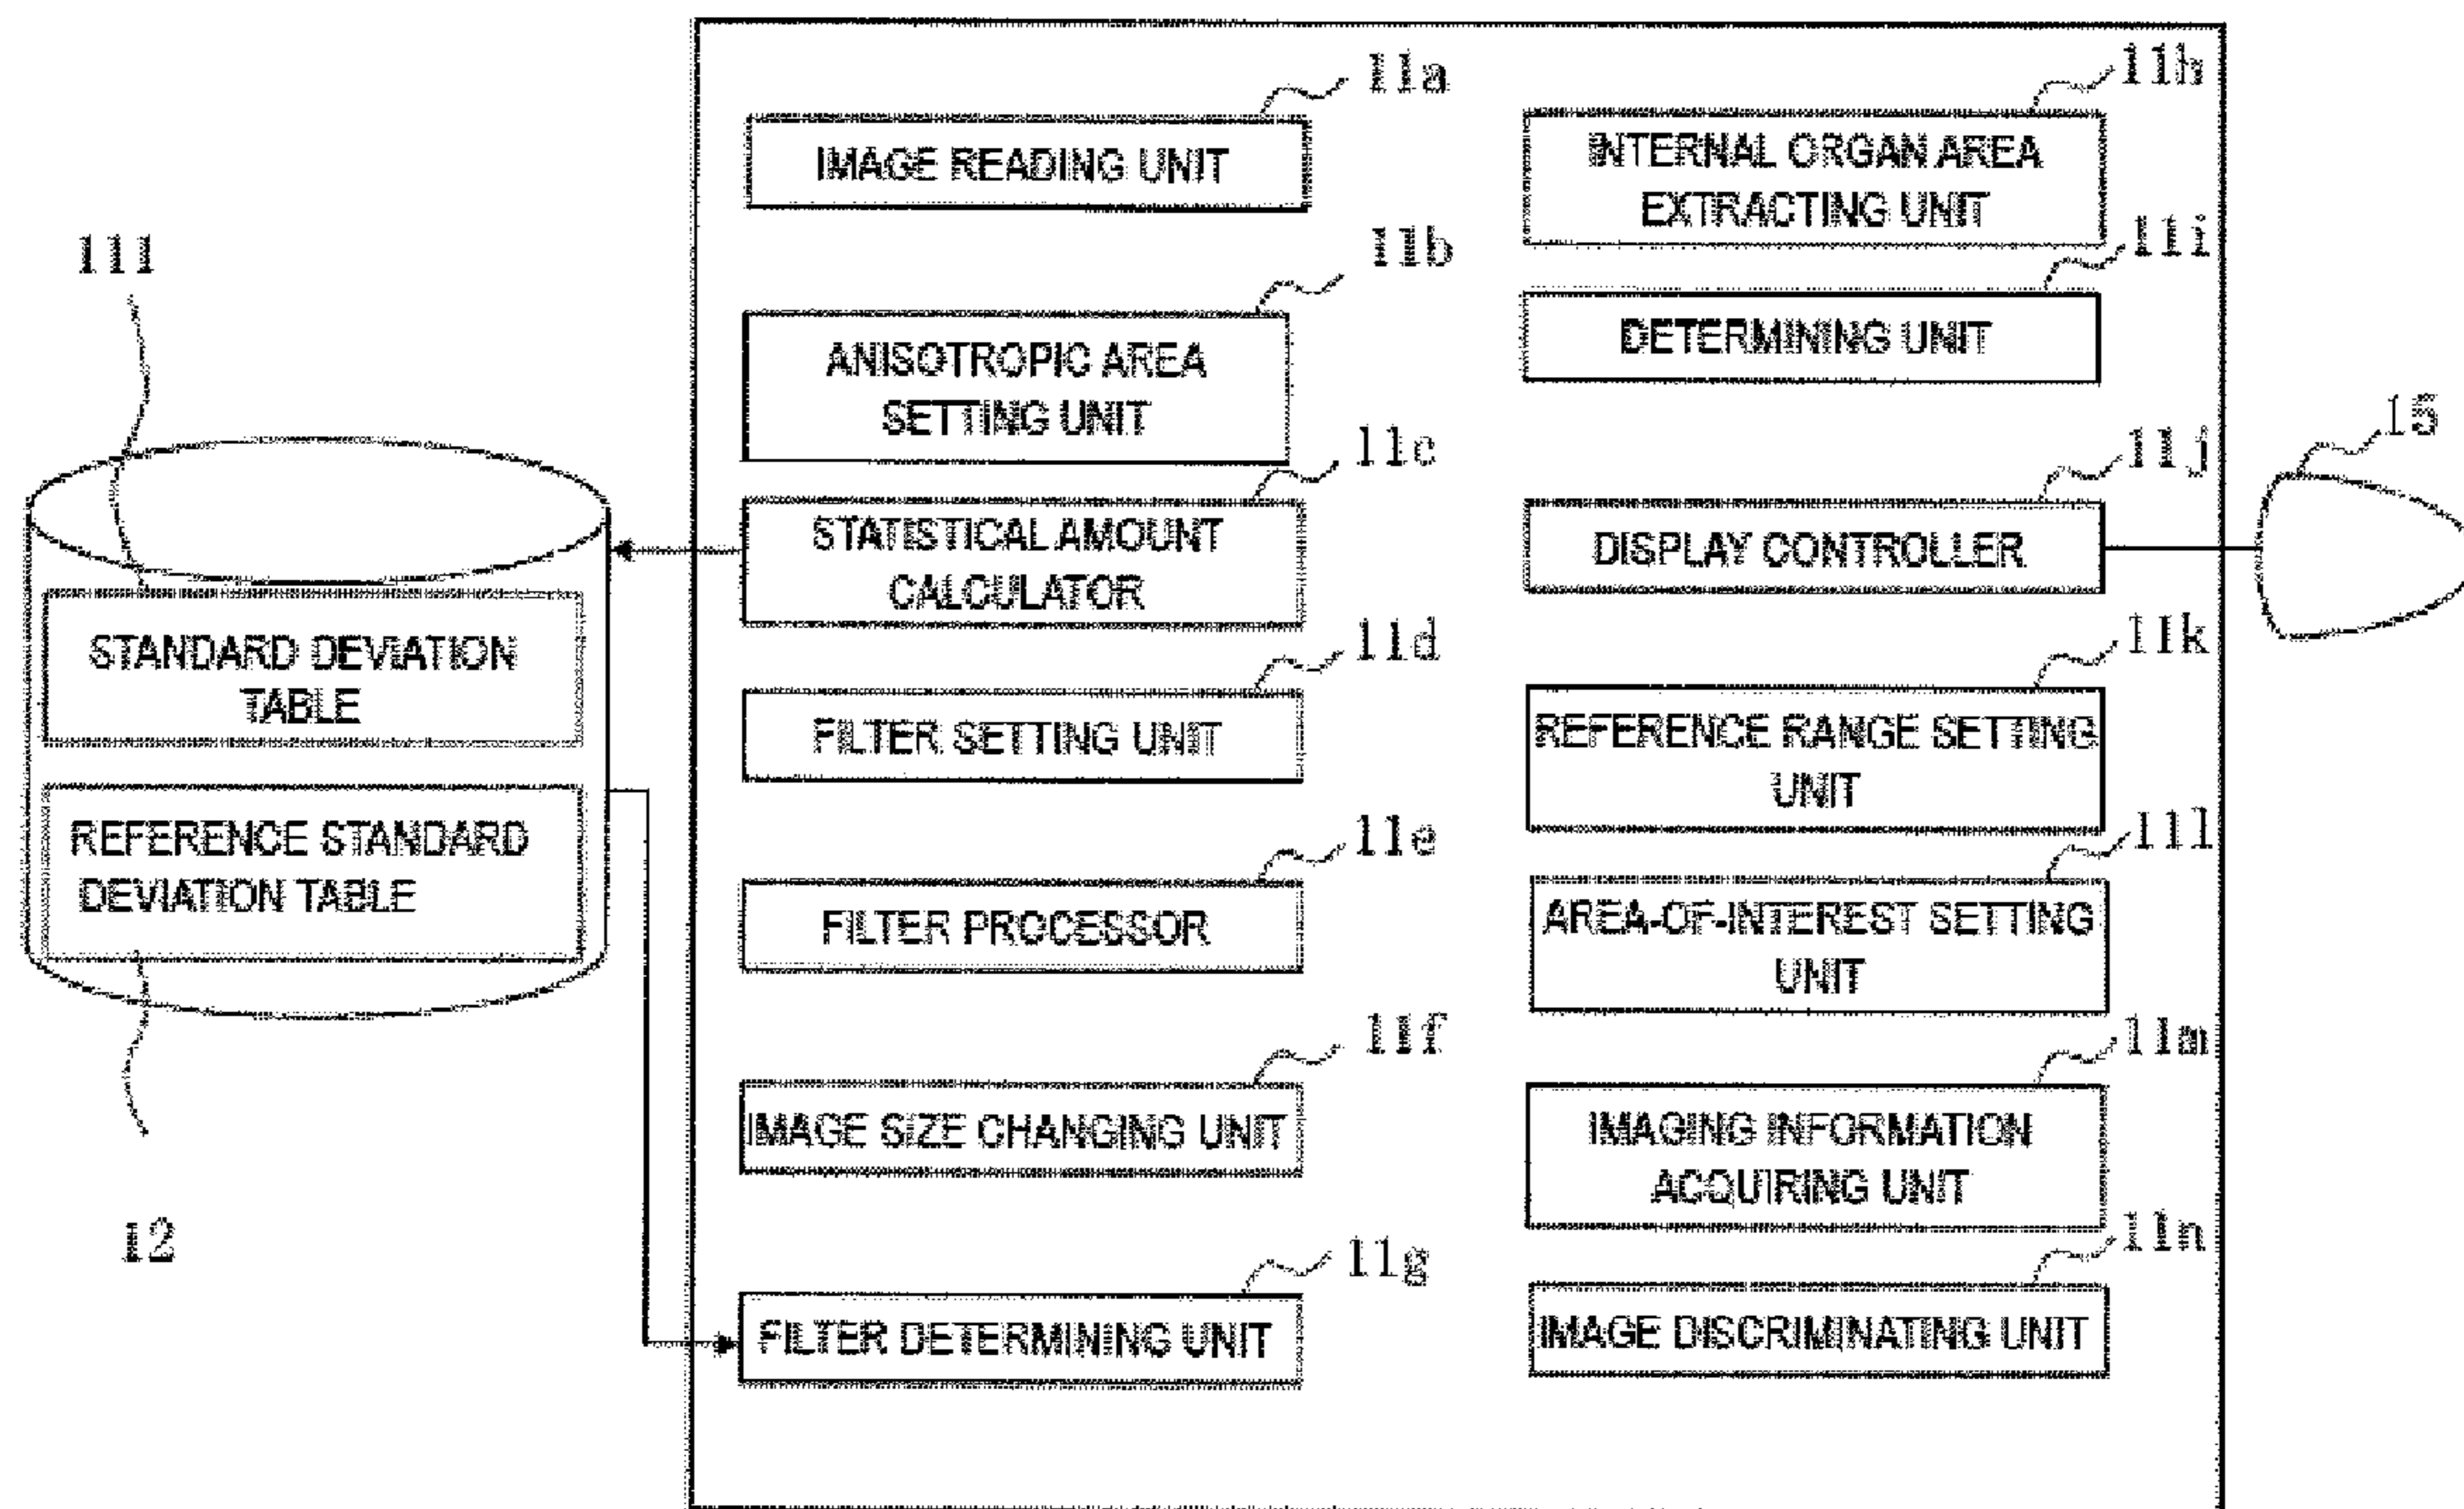 111
STANDARD DEVIATION
TABLE
REFERENCE STANDARD
DEVIATION TABLE
12
11a
IMAGE READING UNIT
11b
ANISOTROPIC AREA
SETTING UNIT
11c
STATISTICAL AMOUNT
CALCULATOR
11d
FILTER SETTING UNIT
11e
FILTER PROCESSOR
11f
IMAGE SIZE CHANGING UNIT
11g
FILTER DETERMINING UNIT
11h
INTERNAL ORGAN AREA
EXTRACTING UNIT
11i
DETERMINING UNIT
11j
DISPLAY CONTROLLER
15
11k
REFERENCE RANGE SETTING
UNIT
11l
AREA-OF-INTEREST SETTING
UNIT
11m
IMAGING INFORMATION
ACQUIRING UNIT
11n
IMAGE DISCRIMINATING UNIT